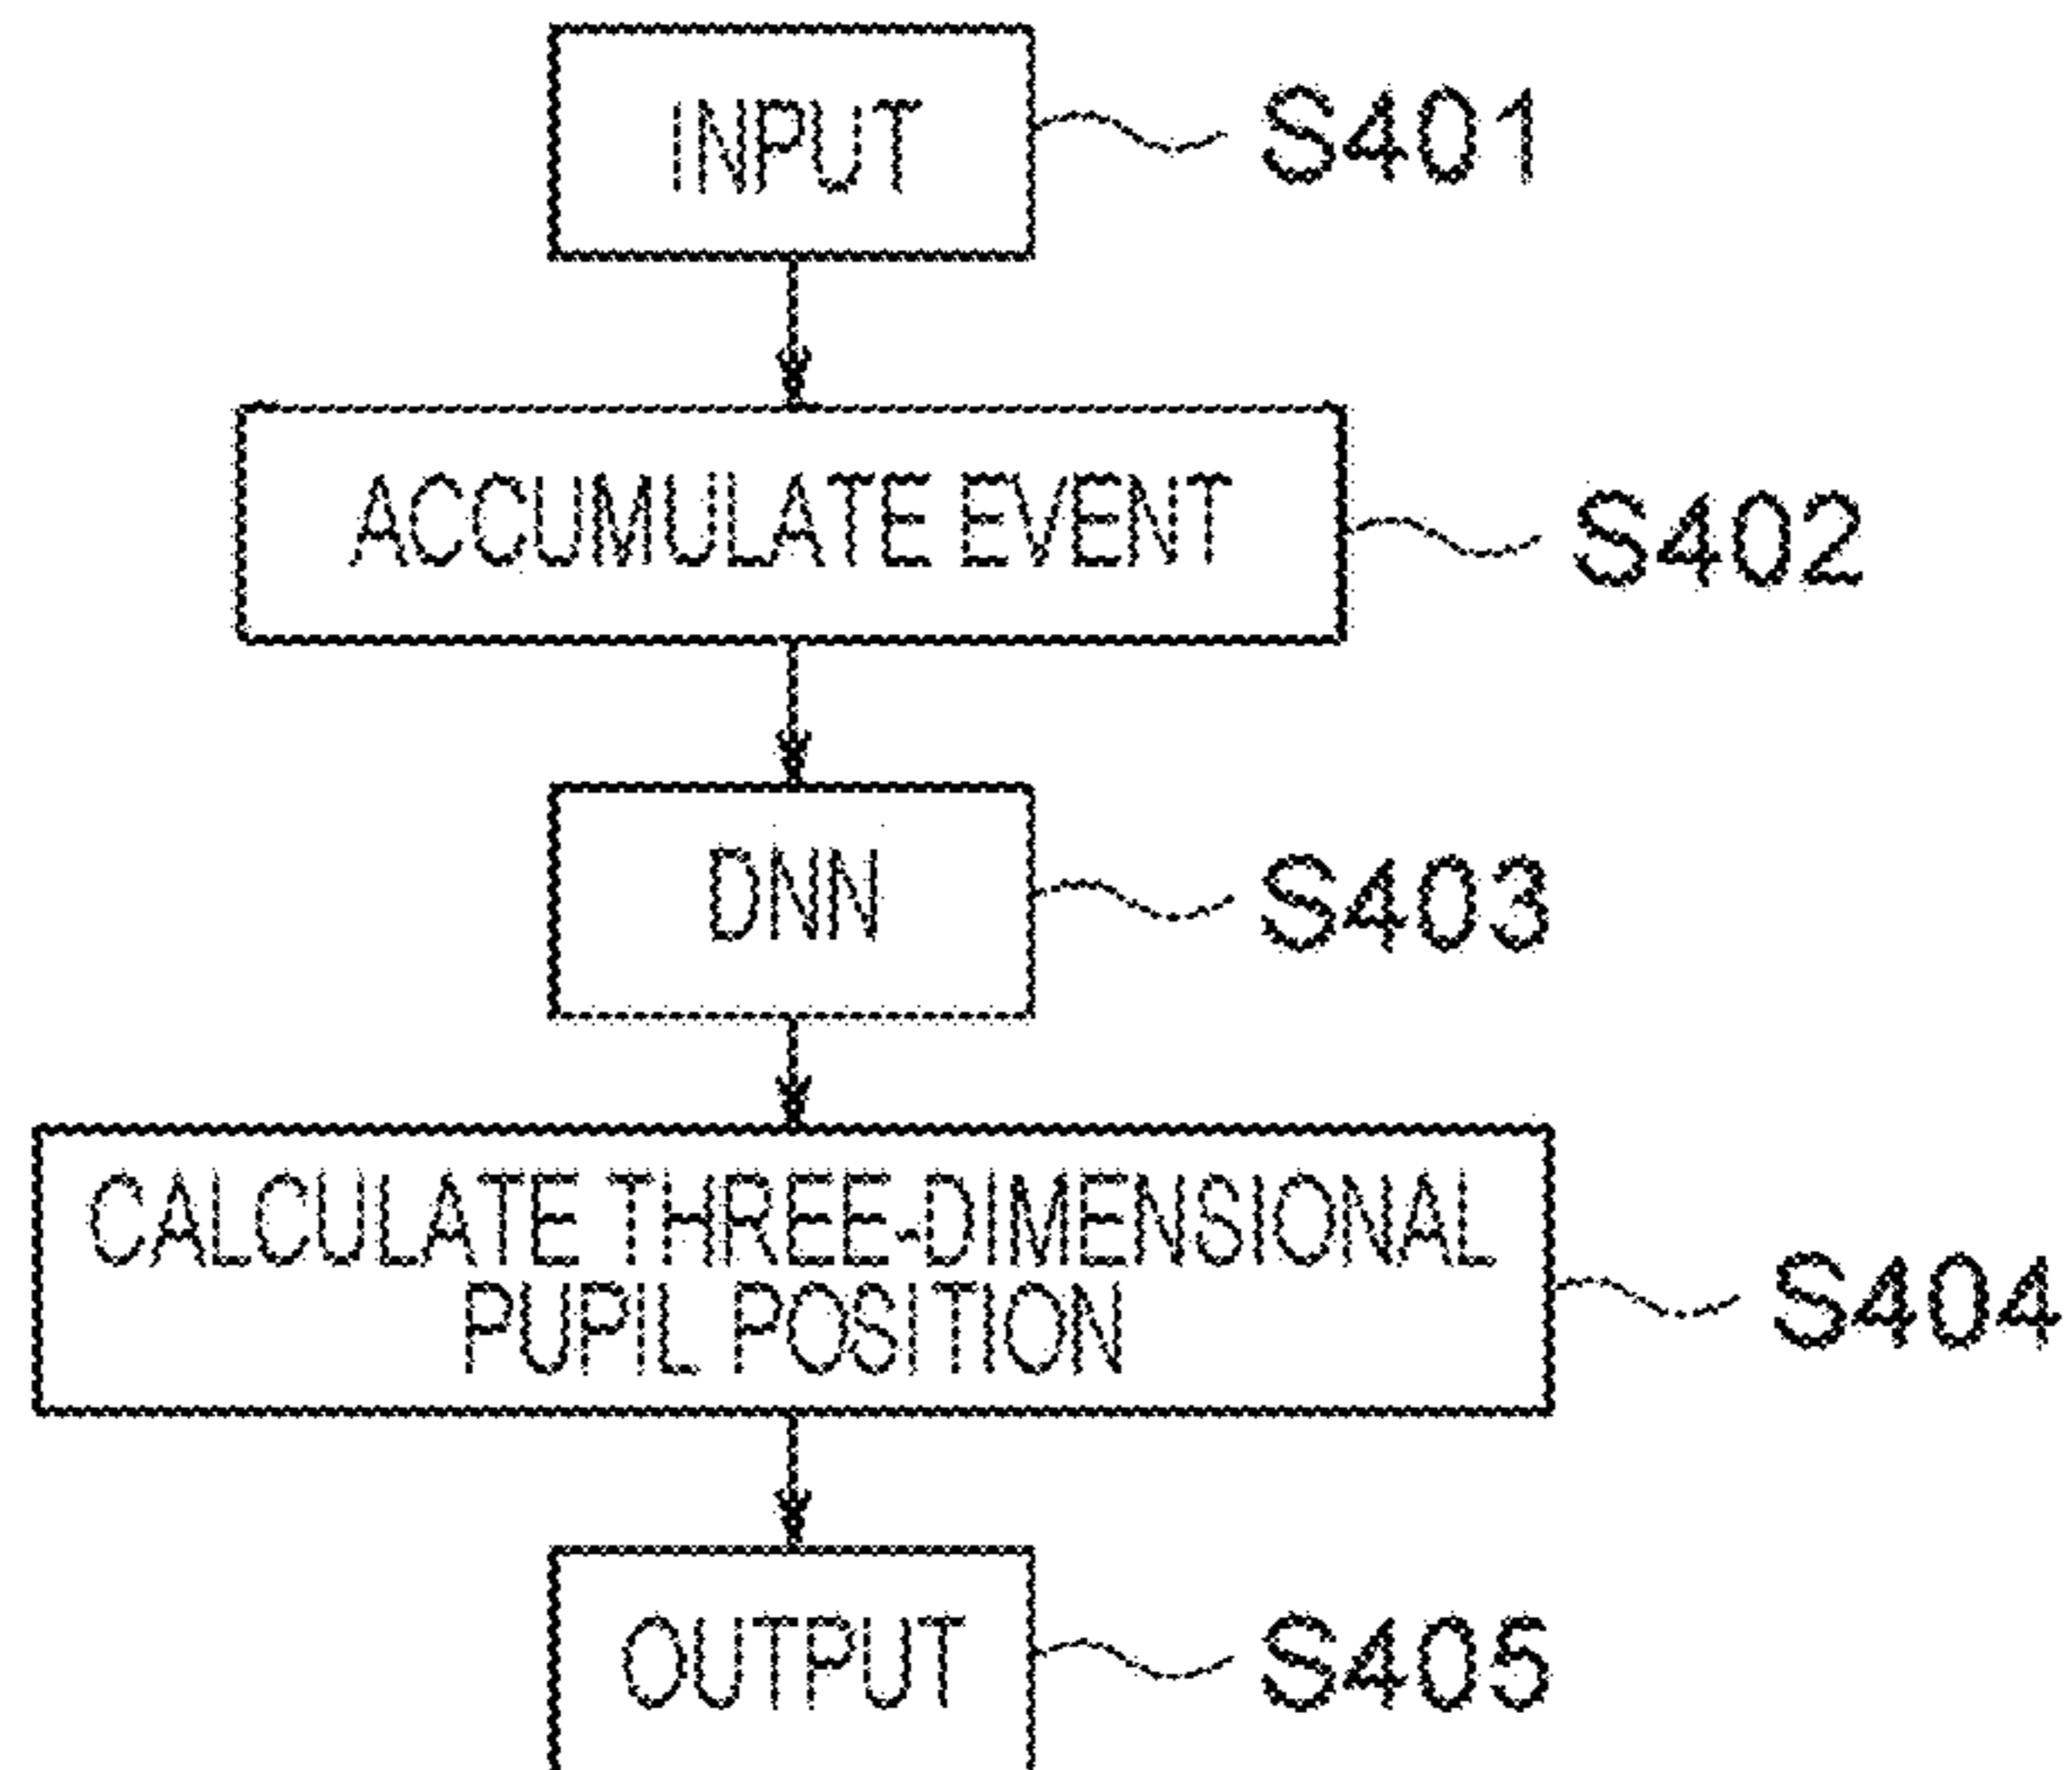 INPUT
S401
ACCUMULATE EVENT
S402
DNN
S403
CALCULATE THREE-DIMENSIONAL
PUPIL POSITION
S404
OUTPUT
S405